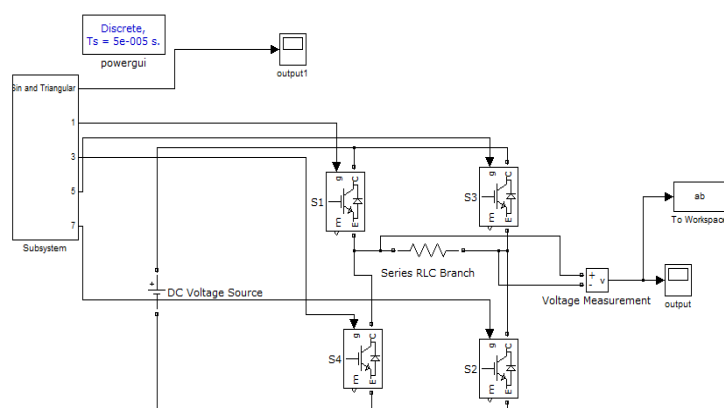 Discrete,
Ts = 5e-005 s.
powergui
output1
Sin and Triangular
1
3
5
7
Subsystem
g C
S1
E E
g C
S3
E E
ab
To Workspace
Series RLC Branch
+
-
v
Voltage Measurement
output
+
DC Voltage Source
g C
S4
E E
g C
S2
E E